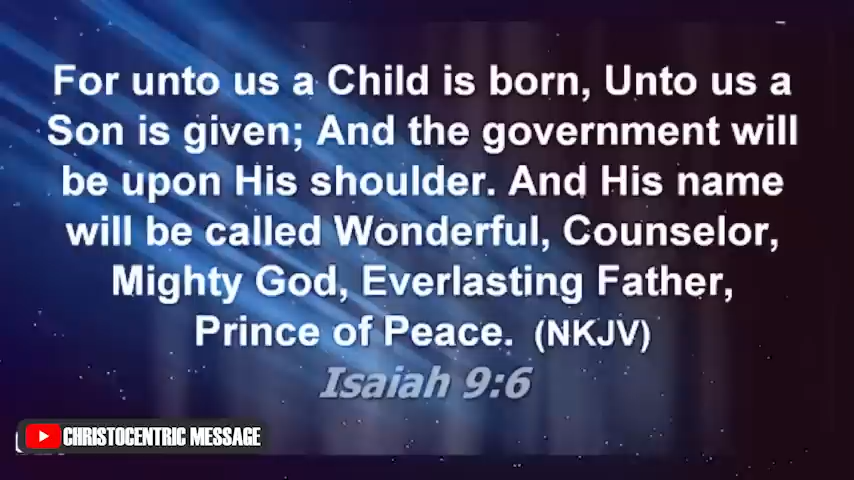 For unto us a Child is born, Unto us a
Son is given; And the government will
be upon His shoulder. And His name
will be called Wonderful, Counselor,
Mighty God, Everlasting Father,
Prince of Peace. (NKJV)
Isaiah 9:6
CHRISTOCENTRIC MESSAGE